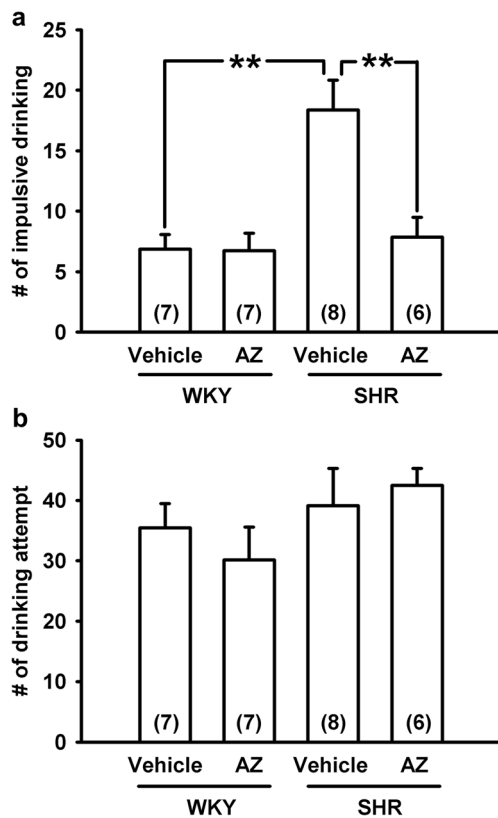 a
# of impulsive drinking
25
20
15
10
5
0
** **
(7) (7) (8) (6)
Vehicle AZ Vehicle AZ
WKY SHR
b
# of drinking attempt
50
40
30
20
10
0
(7) (7) (8) (6)
Vehicle AZ Vehicle AZ
WKY SHR